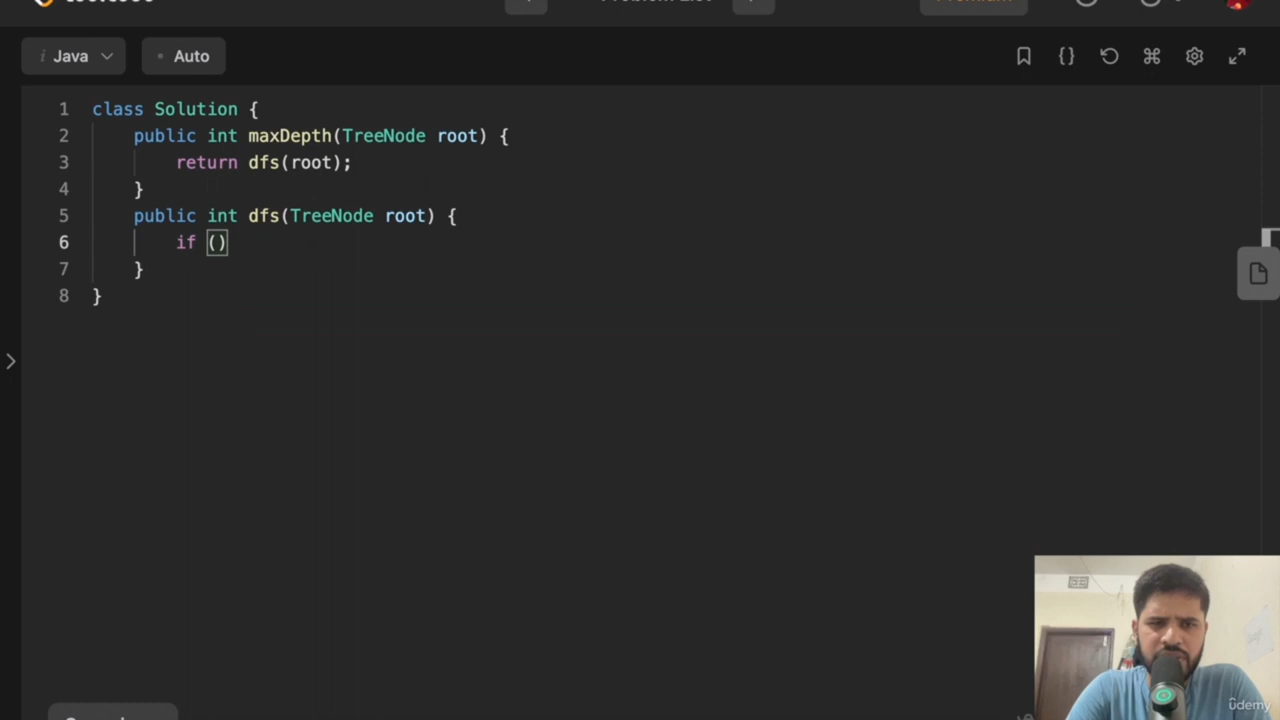 Java
Auto
1 class Solution {
2 public int maxDepth(TreeNode root) {
3 return dfs(root);
4 }
5 public int dfs(TreeNode root) {
6 if ()
7 }
8 }
ûdemy